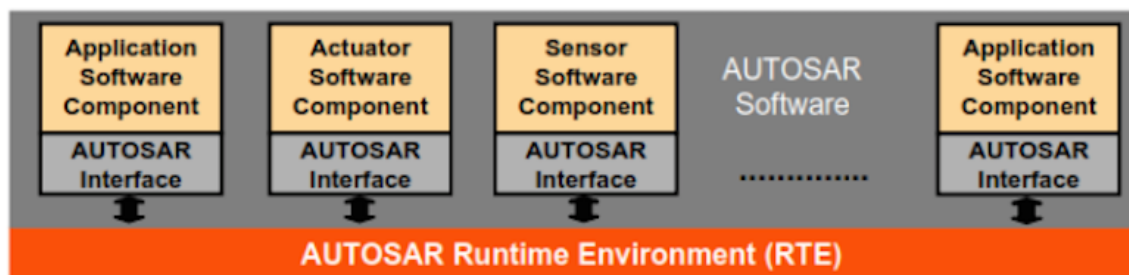 Application
Software
Component
AUTOSAR
Interface
Actuator
Software
Component
AUTOSAR
Interface
Sensor
Software
Component
AUTOSAR
Interface
AUTOSAR
Software
..............
Application
Software
Component
AUTOSAR
Interface
AUTOSAR Runtime Environment (RTE)